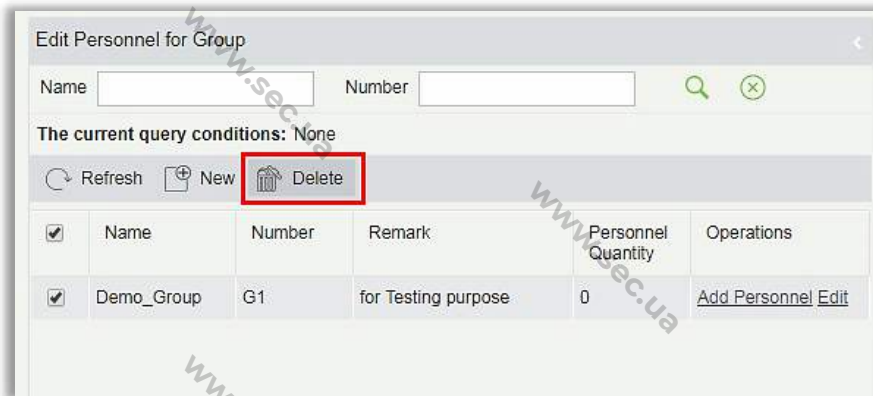 Edit Personnel for Group
Name Number
The current query conditions: None
Refresh New Delete
Name Number Remark Personnel Quantity Operations
Demo_Group G1 for Testing purpose 0 Add Personnel Edit
www.sec.ua
www.sec.ua
www